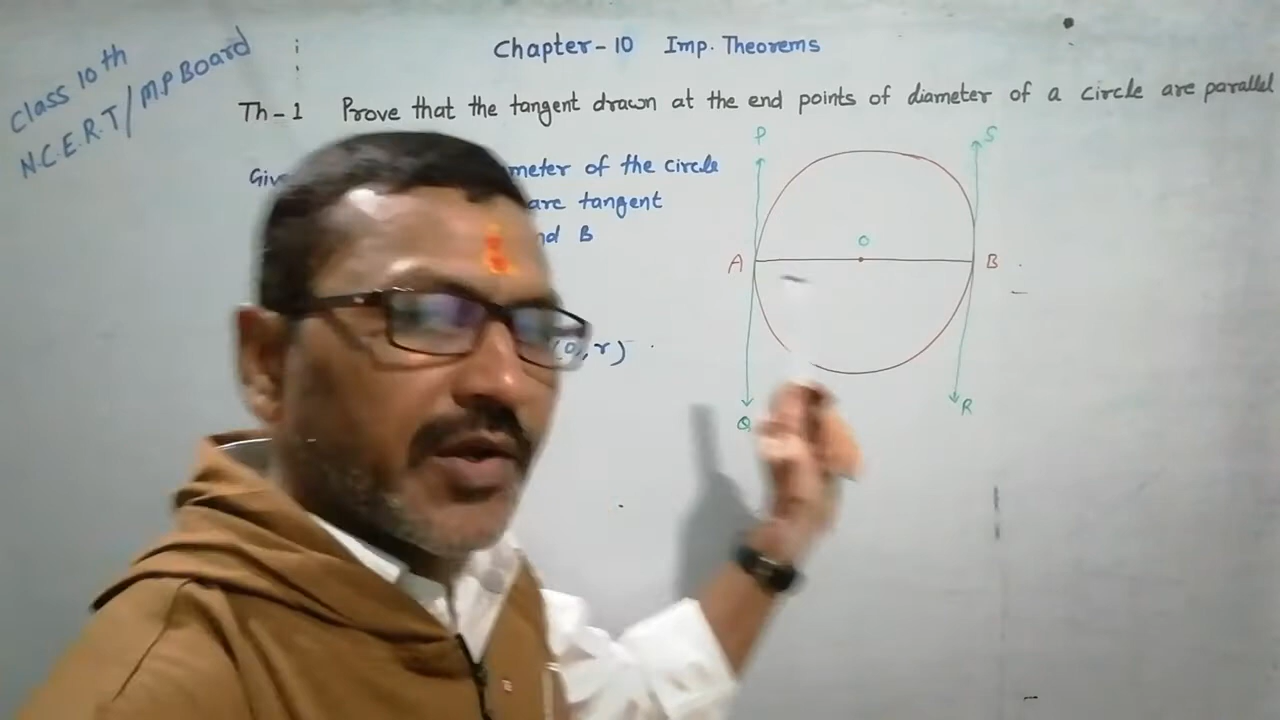 Class 10th
N.C.E.R.T/M.P Board
Chapter-10 Imp. Theorems
Th-1 Prove that the tangent drawn at the end points of diameter of a circle are parallel
Giv meter of the circle
are tangent
nd B
(O,r)
P
S
O
A
B
Q
R